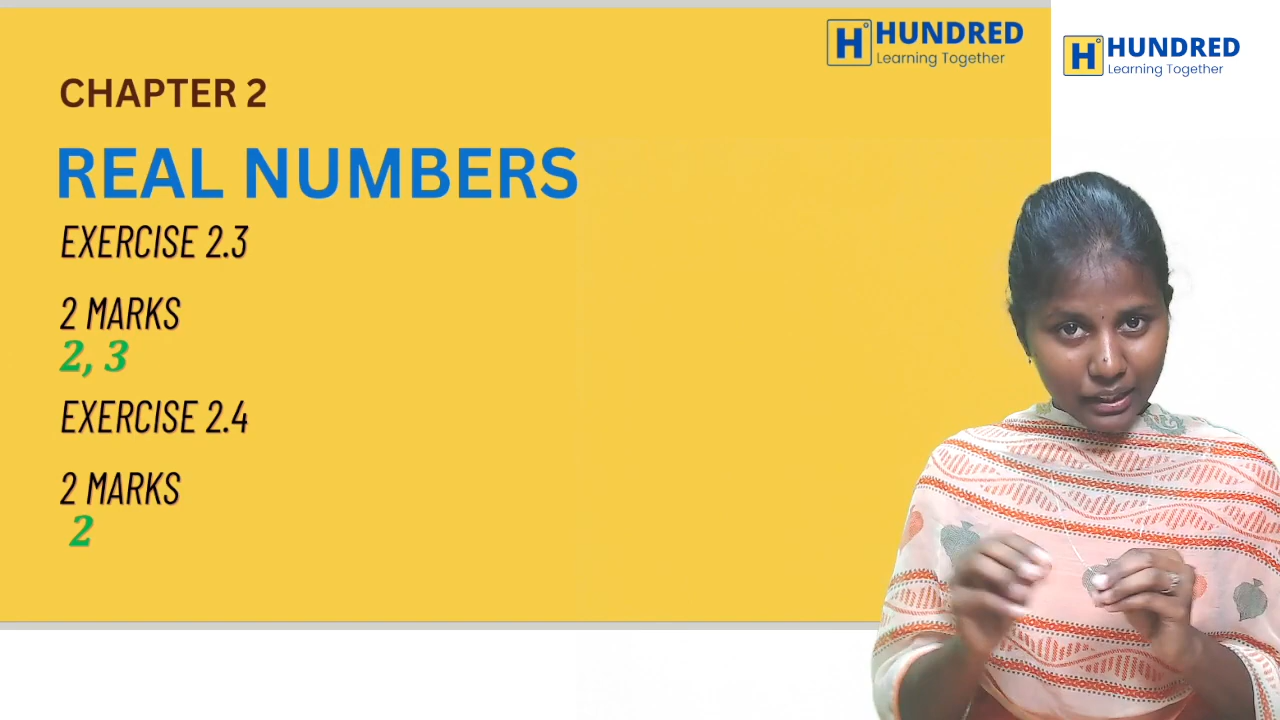 HUNDRED
Learning Together
HUNDRED
Learning Together
CHAPTER 2
REAL NUMBERS
EXERCISE 2.3
2 MARKS
2, 3
EXERCISE 2.4
2 MARKS
2